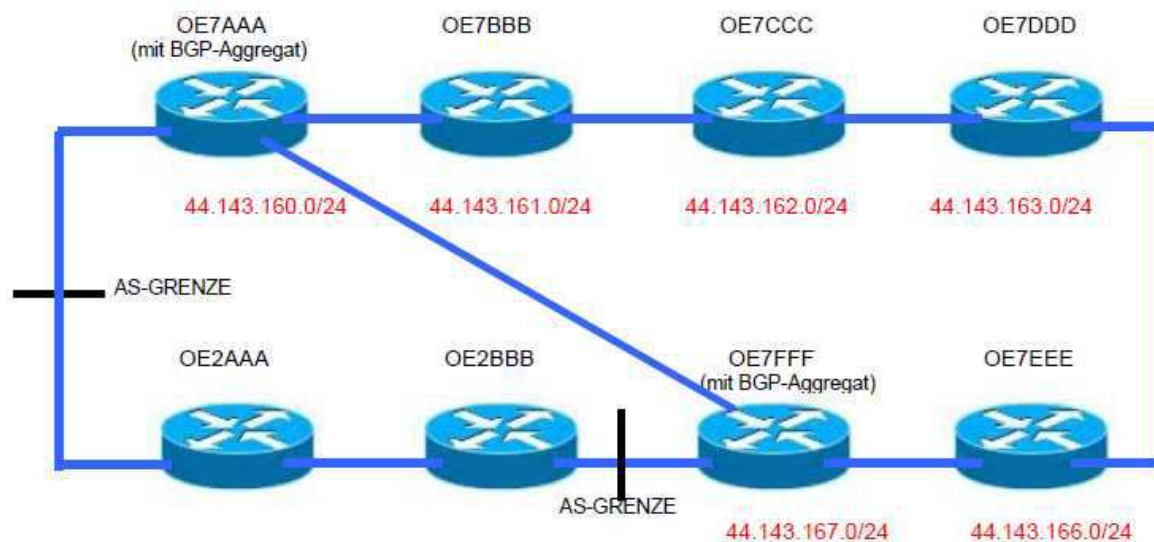 OE7AAA
(mit BGP-Aggregat)
OE7BBB
OE7CCC
OE7DDD
44.143.160.0/24
44.143.161.0/24
44.143.162.0/24
44.143.163.0/24
AS-GRENZE
OE2AAA
OE2BBB
OE7FFF
(mit BGP-Aggregat)
OE7EEE
AS-GRENZE
44.143.167.0/24
44.143.166.0/24